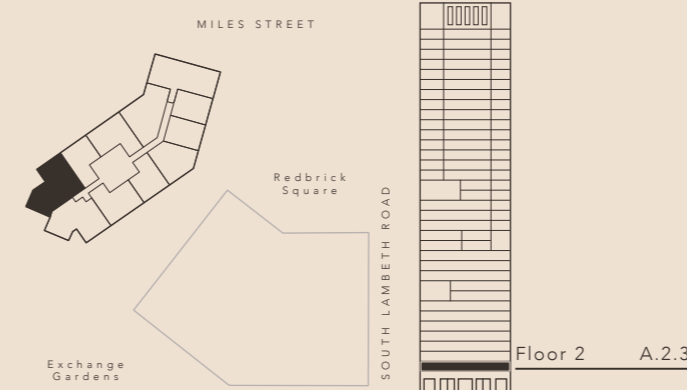 MILES STREET
Redbrick
Square
SOUTH LAMBETH ROAD
Floor 2 A.2.3
Exchange
Gardens